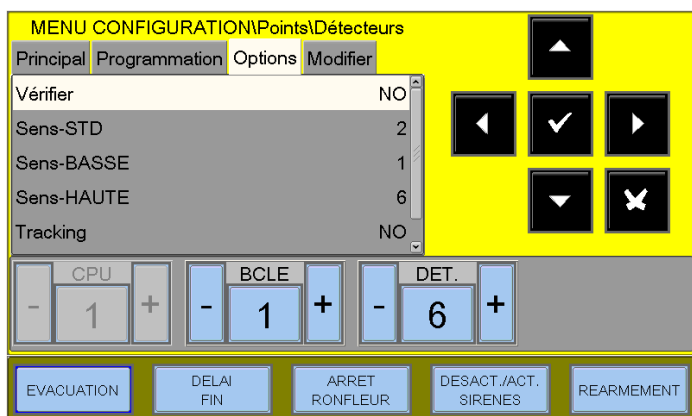 MENU CONFIGURATION\Points\Détecteurs
Principal Programmation Options Modifier
Vérifier NO
Sens-STD 2
Sens-BASSE 1
Sens-HAUTE 6
Tracking NO
CPU BCLE DET.
- 1 + - 1 + - 6 +
EVACUATION
DELAI
FIN
ARRET
RONFLEUR
DESACT./ACT.
SIRENES
REARMEMENT